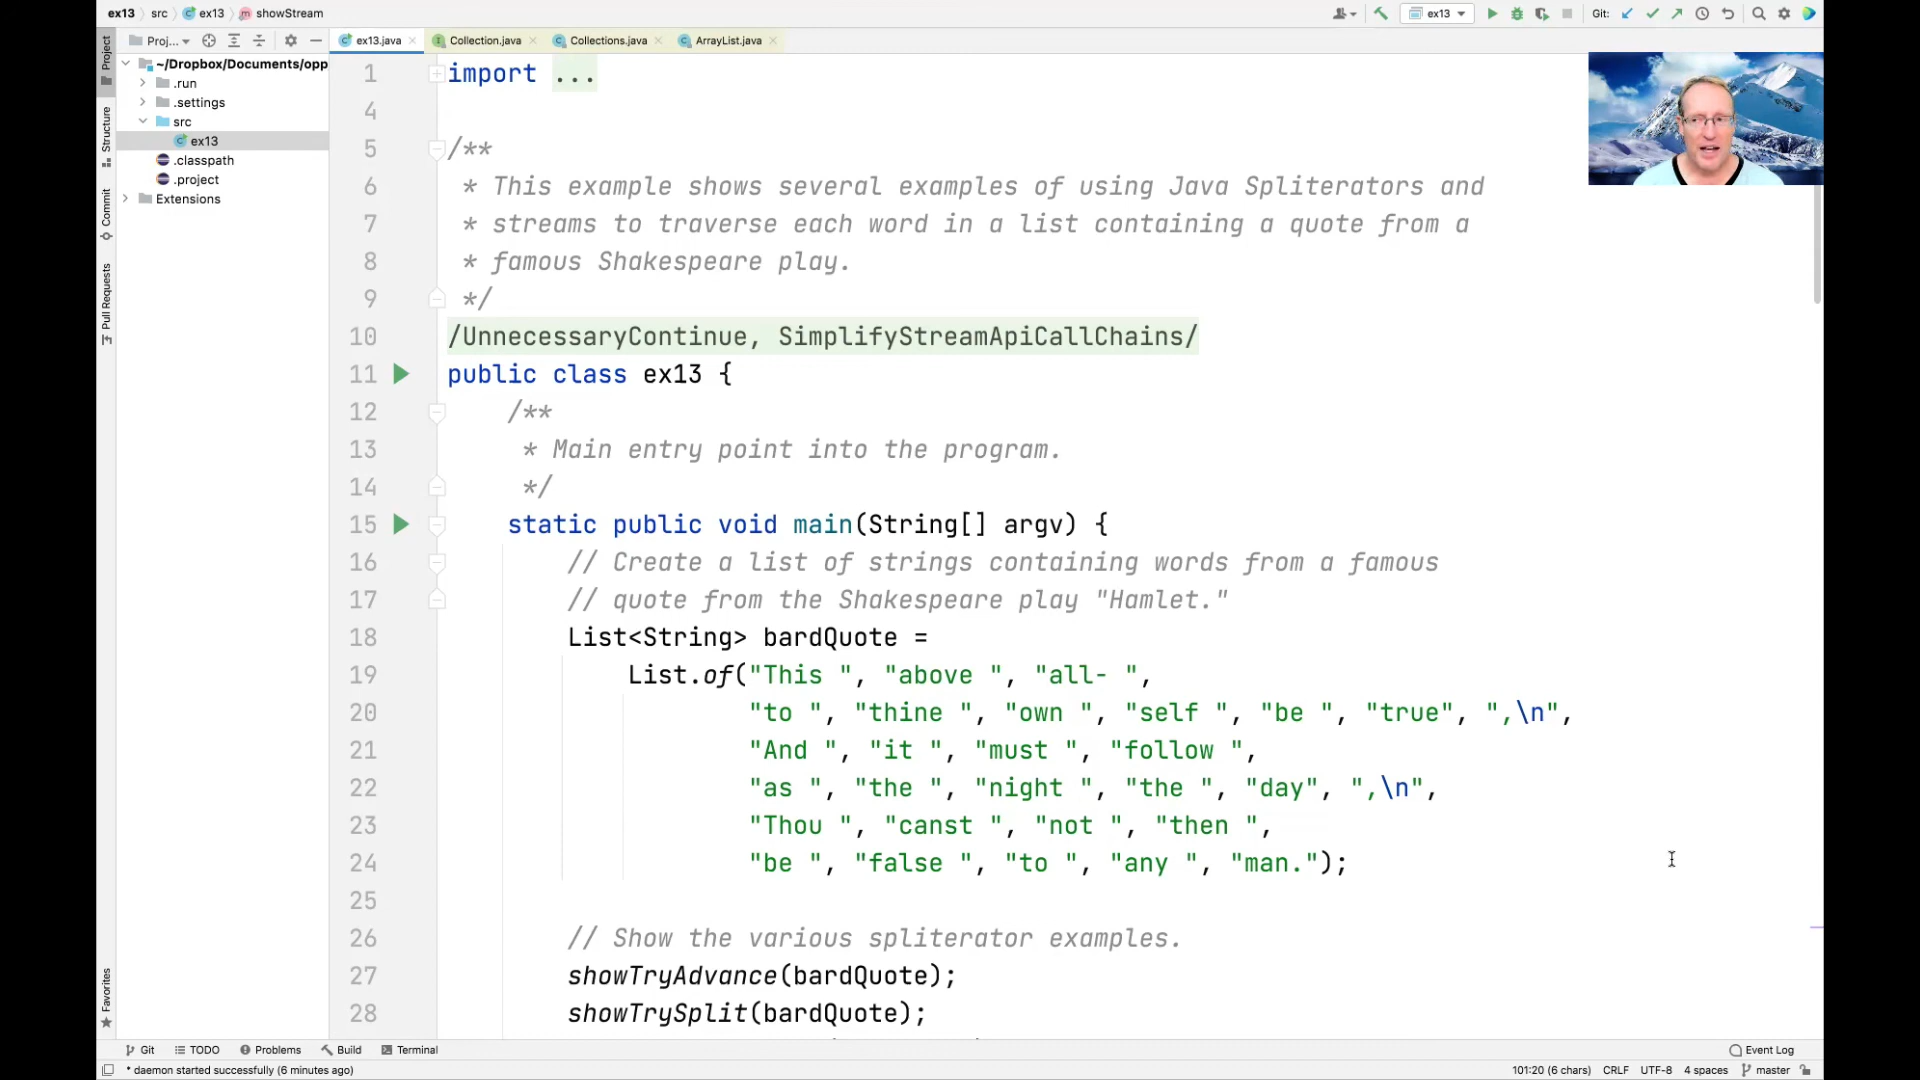 ex13 src ex13 showStream
ex13
Git:
Proj...
ex13.java
Collection.java
Collections.java
ArrayList.java
Project
Structure
Commit
Pull Requests
Favorites
~/Dropbox/Documents/opp
.run
.settings
src
ex13
.classpath
.project
Extensions
1 import ...
4
5 /**
6 * This example shows several examples of using Java Spliterators and
7 * streams to traverse each word in a list containing a quote from a
8 * famous Shakespeare play.
9 */
10 /UnnecessaryContinue, SimplifyStreamApiCallChains/
11 public class ex13 {
12 /**
13 * Main entry point into the program.
14 */
15 static public void main(String[] argv) {
16 // Create a list of strings containing words from a famous
17 // quote from the Shakespeare play "Hamlet."
18 List<String> bardQuote =
19 List.of("This ", "above ", "all- ",
20 "to ", "thine ", "own ", "self ", "be ", "true", ",\n",
21 "And ", "it ", "must ", "follow ",
22 "as ", "the ", "night ", "the ", "day", ",\n",
23 "Thou ", "canst ", "not ", "then ",
24 "be ", "false ", "to ", "any ", "man.");
25
26 // Show the various spliterator examples.
27 showTryAdvance(bardQuote);
28 showTrySplit(bardQuote);
Git TODO Problems Build Terminal Event Log
* daemon started successfully (6 minutes ago) 101:20 (6 chars) CRLF UTF-8 4 spaces master